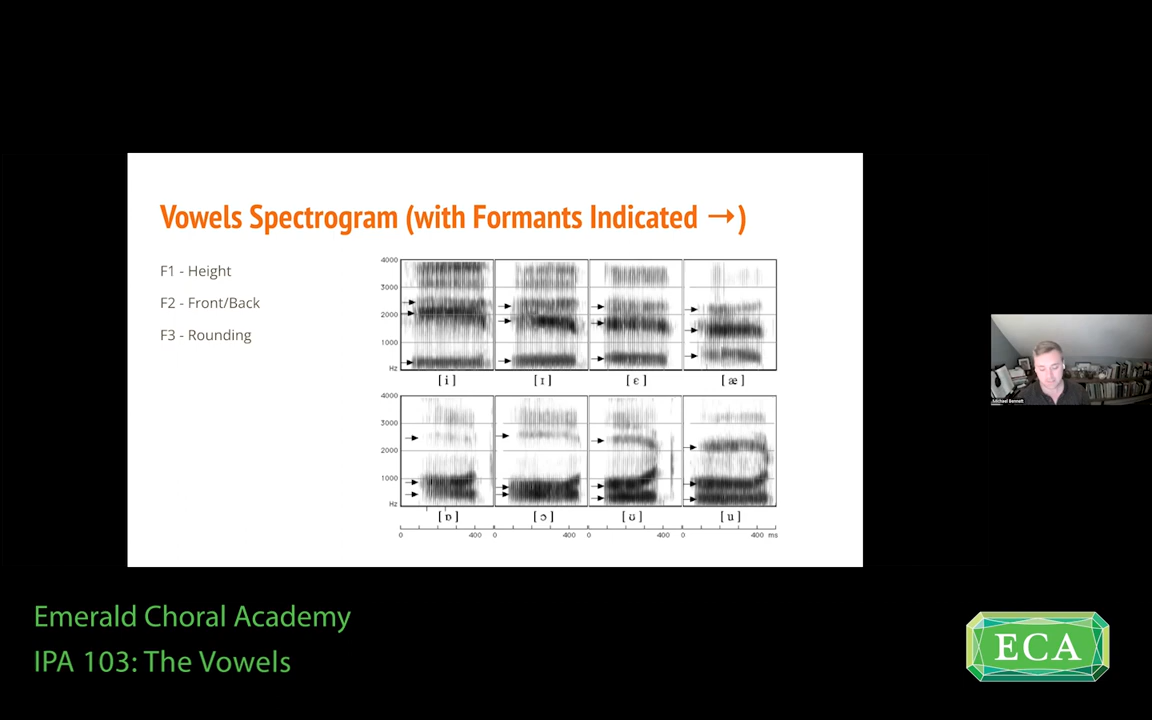 Vowels Spectrogram (with Formants Indicated →)
F1 - Height
F2 - Front/Back
F3 - Rounding
4000
3000
2000
1000
Hz
[i] [ɪ] [ɛ] [æ]
4000
3000
2000
1000
Hz
[ɒ] [ɔ] [ʊ] [u]
0 400 0 400 0 400 0 400 ms
Michael Bennett
Emerald Choral Academy
IPA 103: The Vowels
ECA